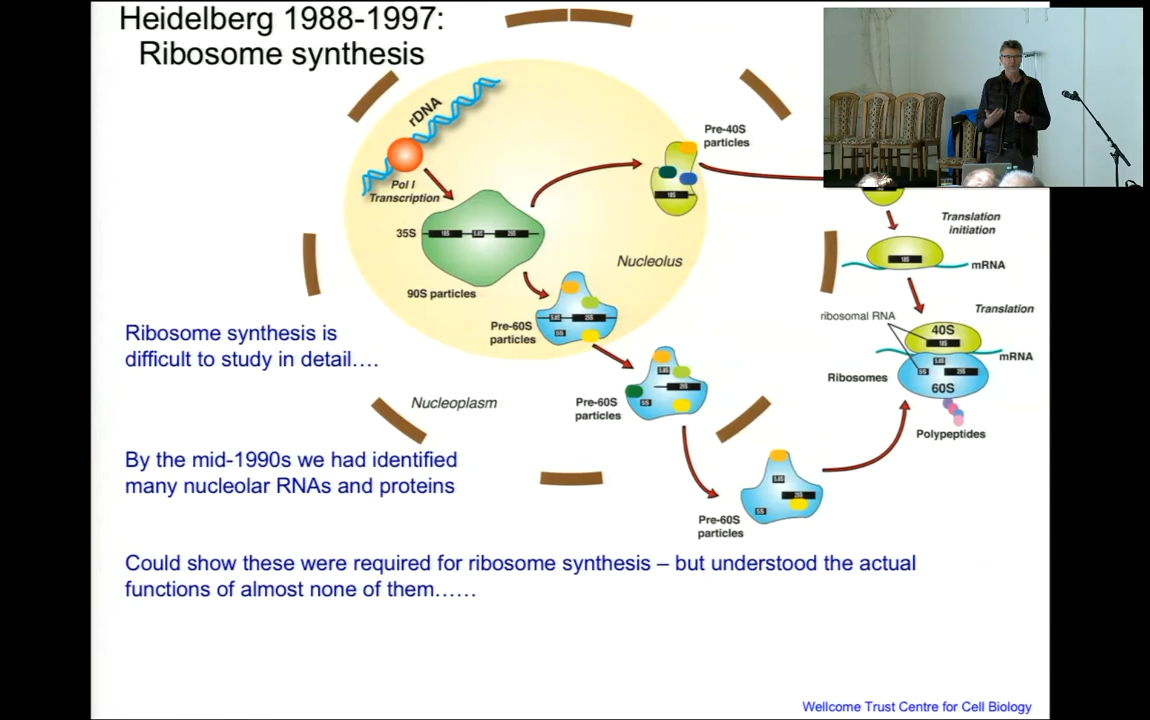 Heidelberg 1988-1997:
Ribosome synthesis
rDNA
Pol I
Transcription
35S
18S
5.8S
25S
90S particles
Pre-40S
particles
18S
Nucleolus
Pre-60S
particles
5.8S
25S
5S
Pre-60S
particles
5.8S
25S
5S
Nucleoplasm
Pre-60S
particles
5.8S
25S
5S
Translation
initiation
18S
mRNA
Translation
ribosomal RNA
40S
18S
mRNA
5.8S
5S
25S
Ribosomes
60S
Polypeptides
Ribosome synthesis is
difficult to study in detail….
By the mid-1990s we had identified
many nucleolar RNAs and proteins
Could show these were required for ribosome synthesis – but understood the actual
functions of almost none of them……
Wellcome Trust Centre for Cell Biology